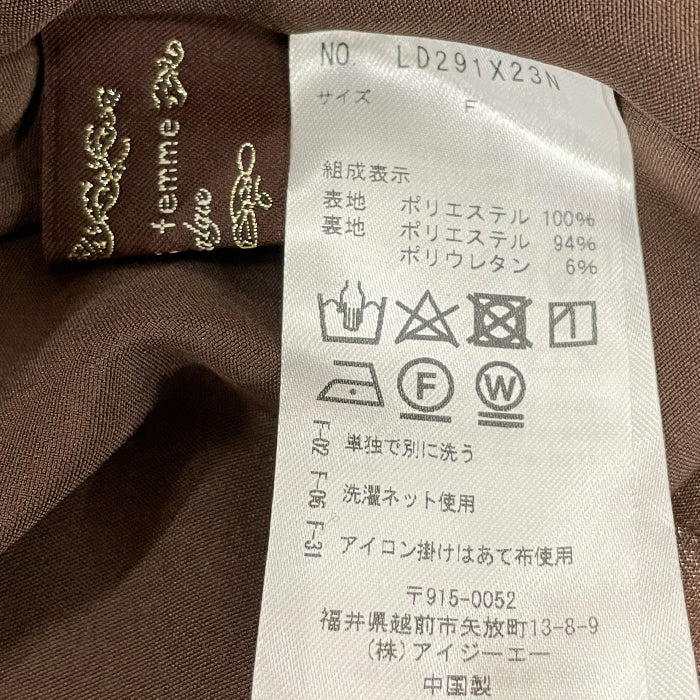 NO. LD291X23N
サイズ F
組成表示
表地 ポリエステル 100%
裏地 ポリエステル 94%
ポリウレタン 6%
F W
F-02 単独で別に洗う
F-06 洗濯ネット使用
F-31 アイロン掛けはあて布使用
〒915-0052
福井県越前市矢放町13-8-9
(株)アイジーエー
中国製
femme